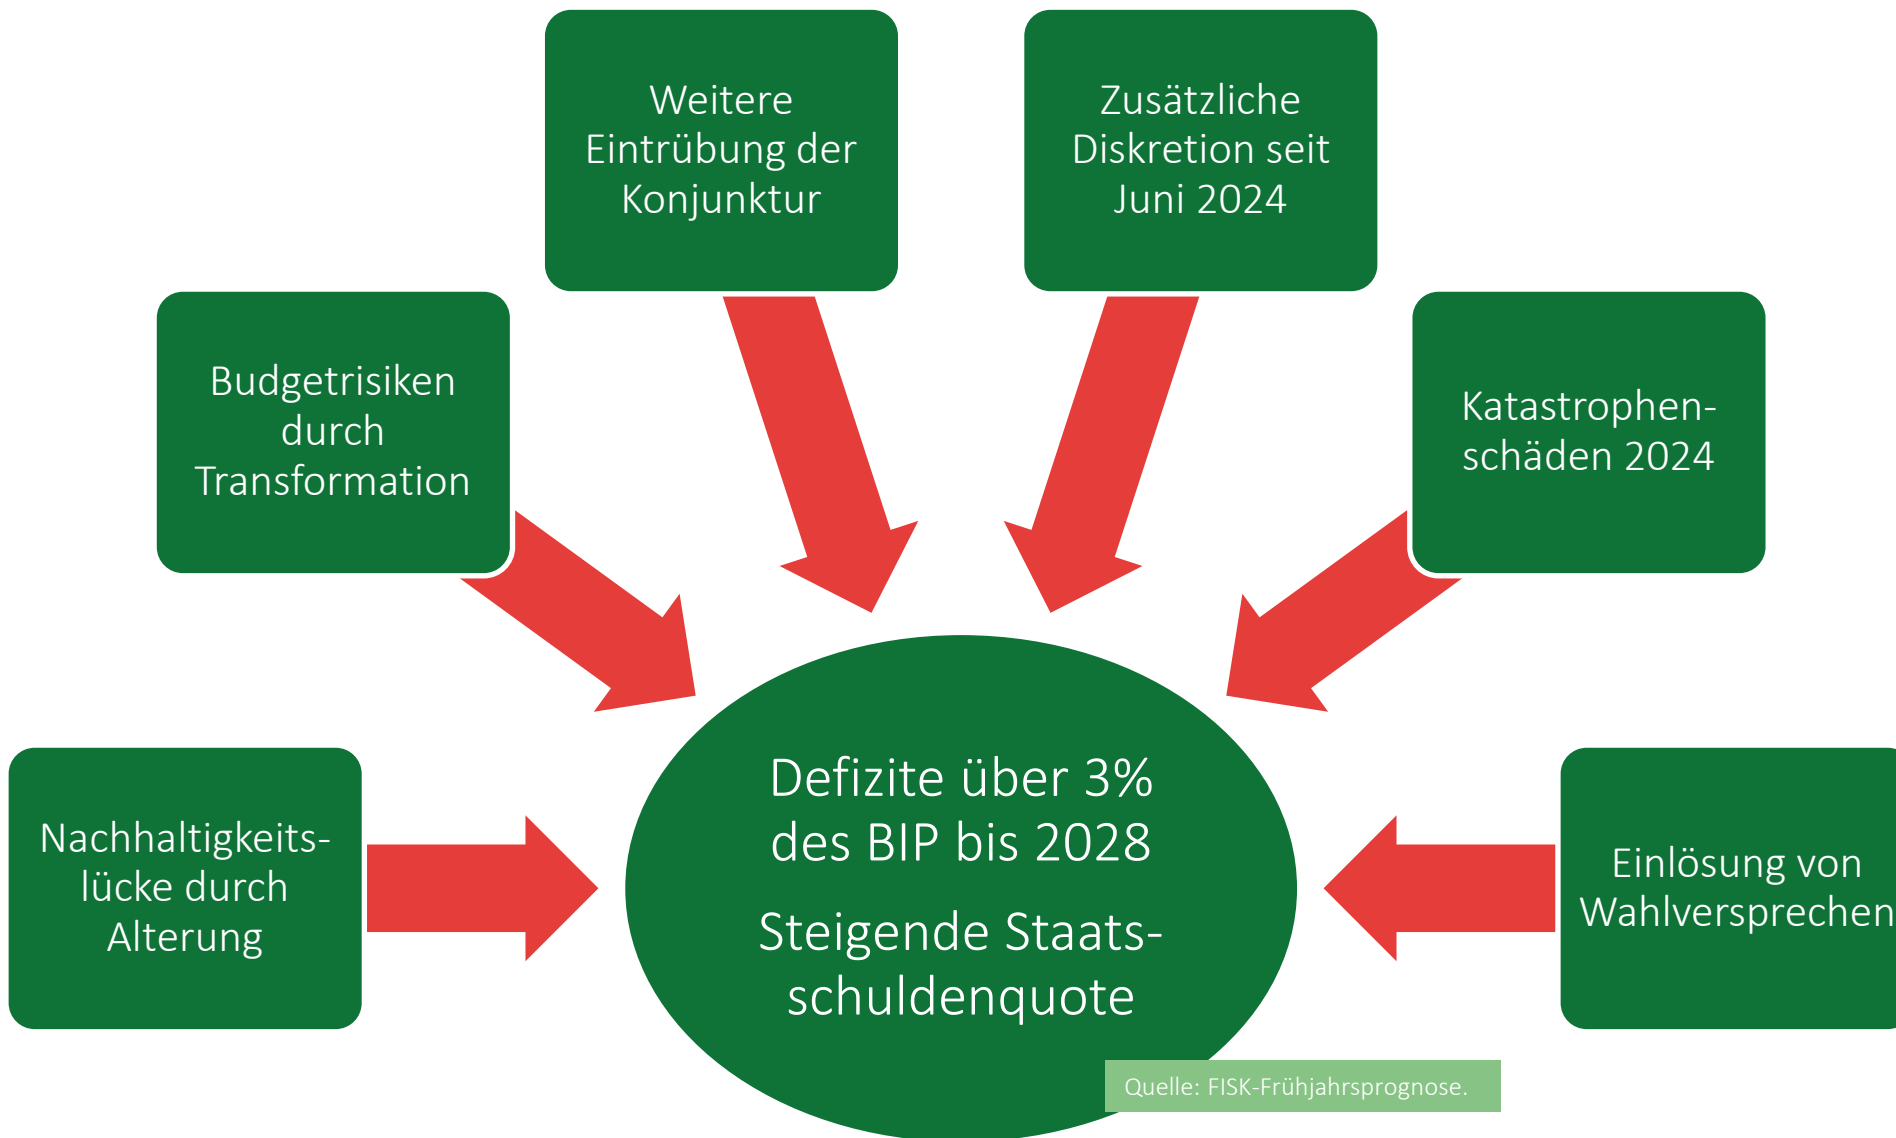 Weitere
Eintrübung der
Konjunktur
Zusätzliche
Diskretion seit
Juni 2024
Budgetrisiken
durch
Transformation
Katastrophen-
schäden 2024
Nachhaltigkeits-
lücke durch
Alterung
Defizite über 3%
des BIP bis 2028
Steigende Staats-
schuldenquote
Einlösung von
Wahlversprechen
Quelle: FISK-Frühjahrsprognose.